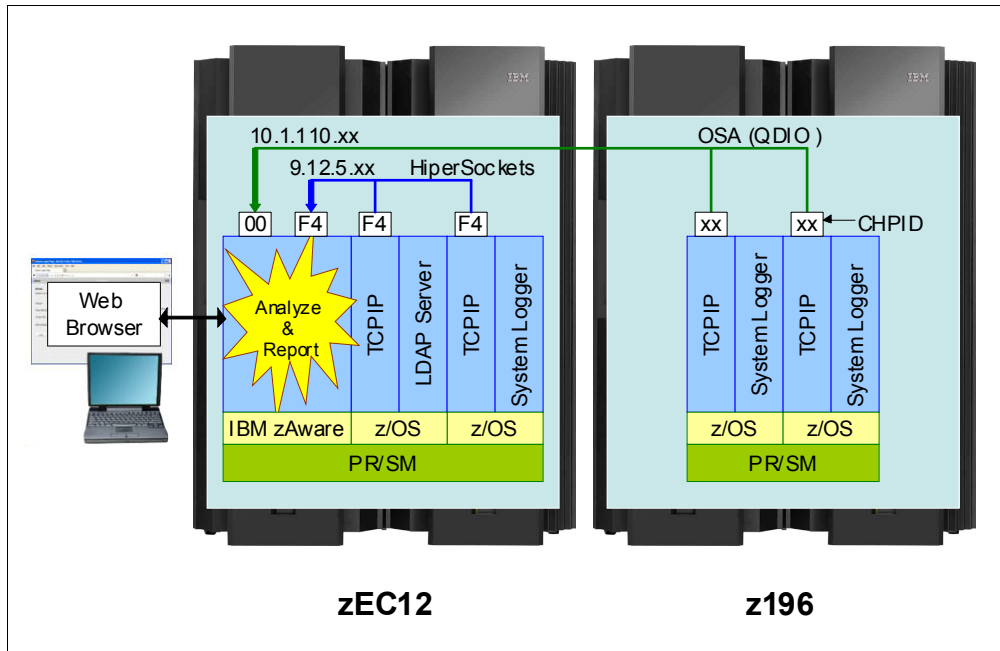 IBM
IBM
10.1.110.xx
OSA (QDIO )
9.12.5.xx
HiperSockets
00
F4
F4
F4
xx
xx
CHPID
Web
Browser
Analyze
&
Report
TCPIP
LDAP Server
TCPIP
System Logger
TCPIP
System Logger
TCPIP
System Logger
IBM zAware
z/OS
z/OS
z/OS
z/OS
PR/SM
PR/SM
zEC12
z196